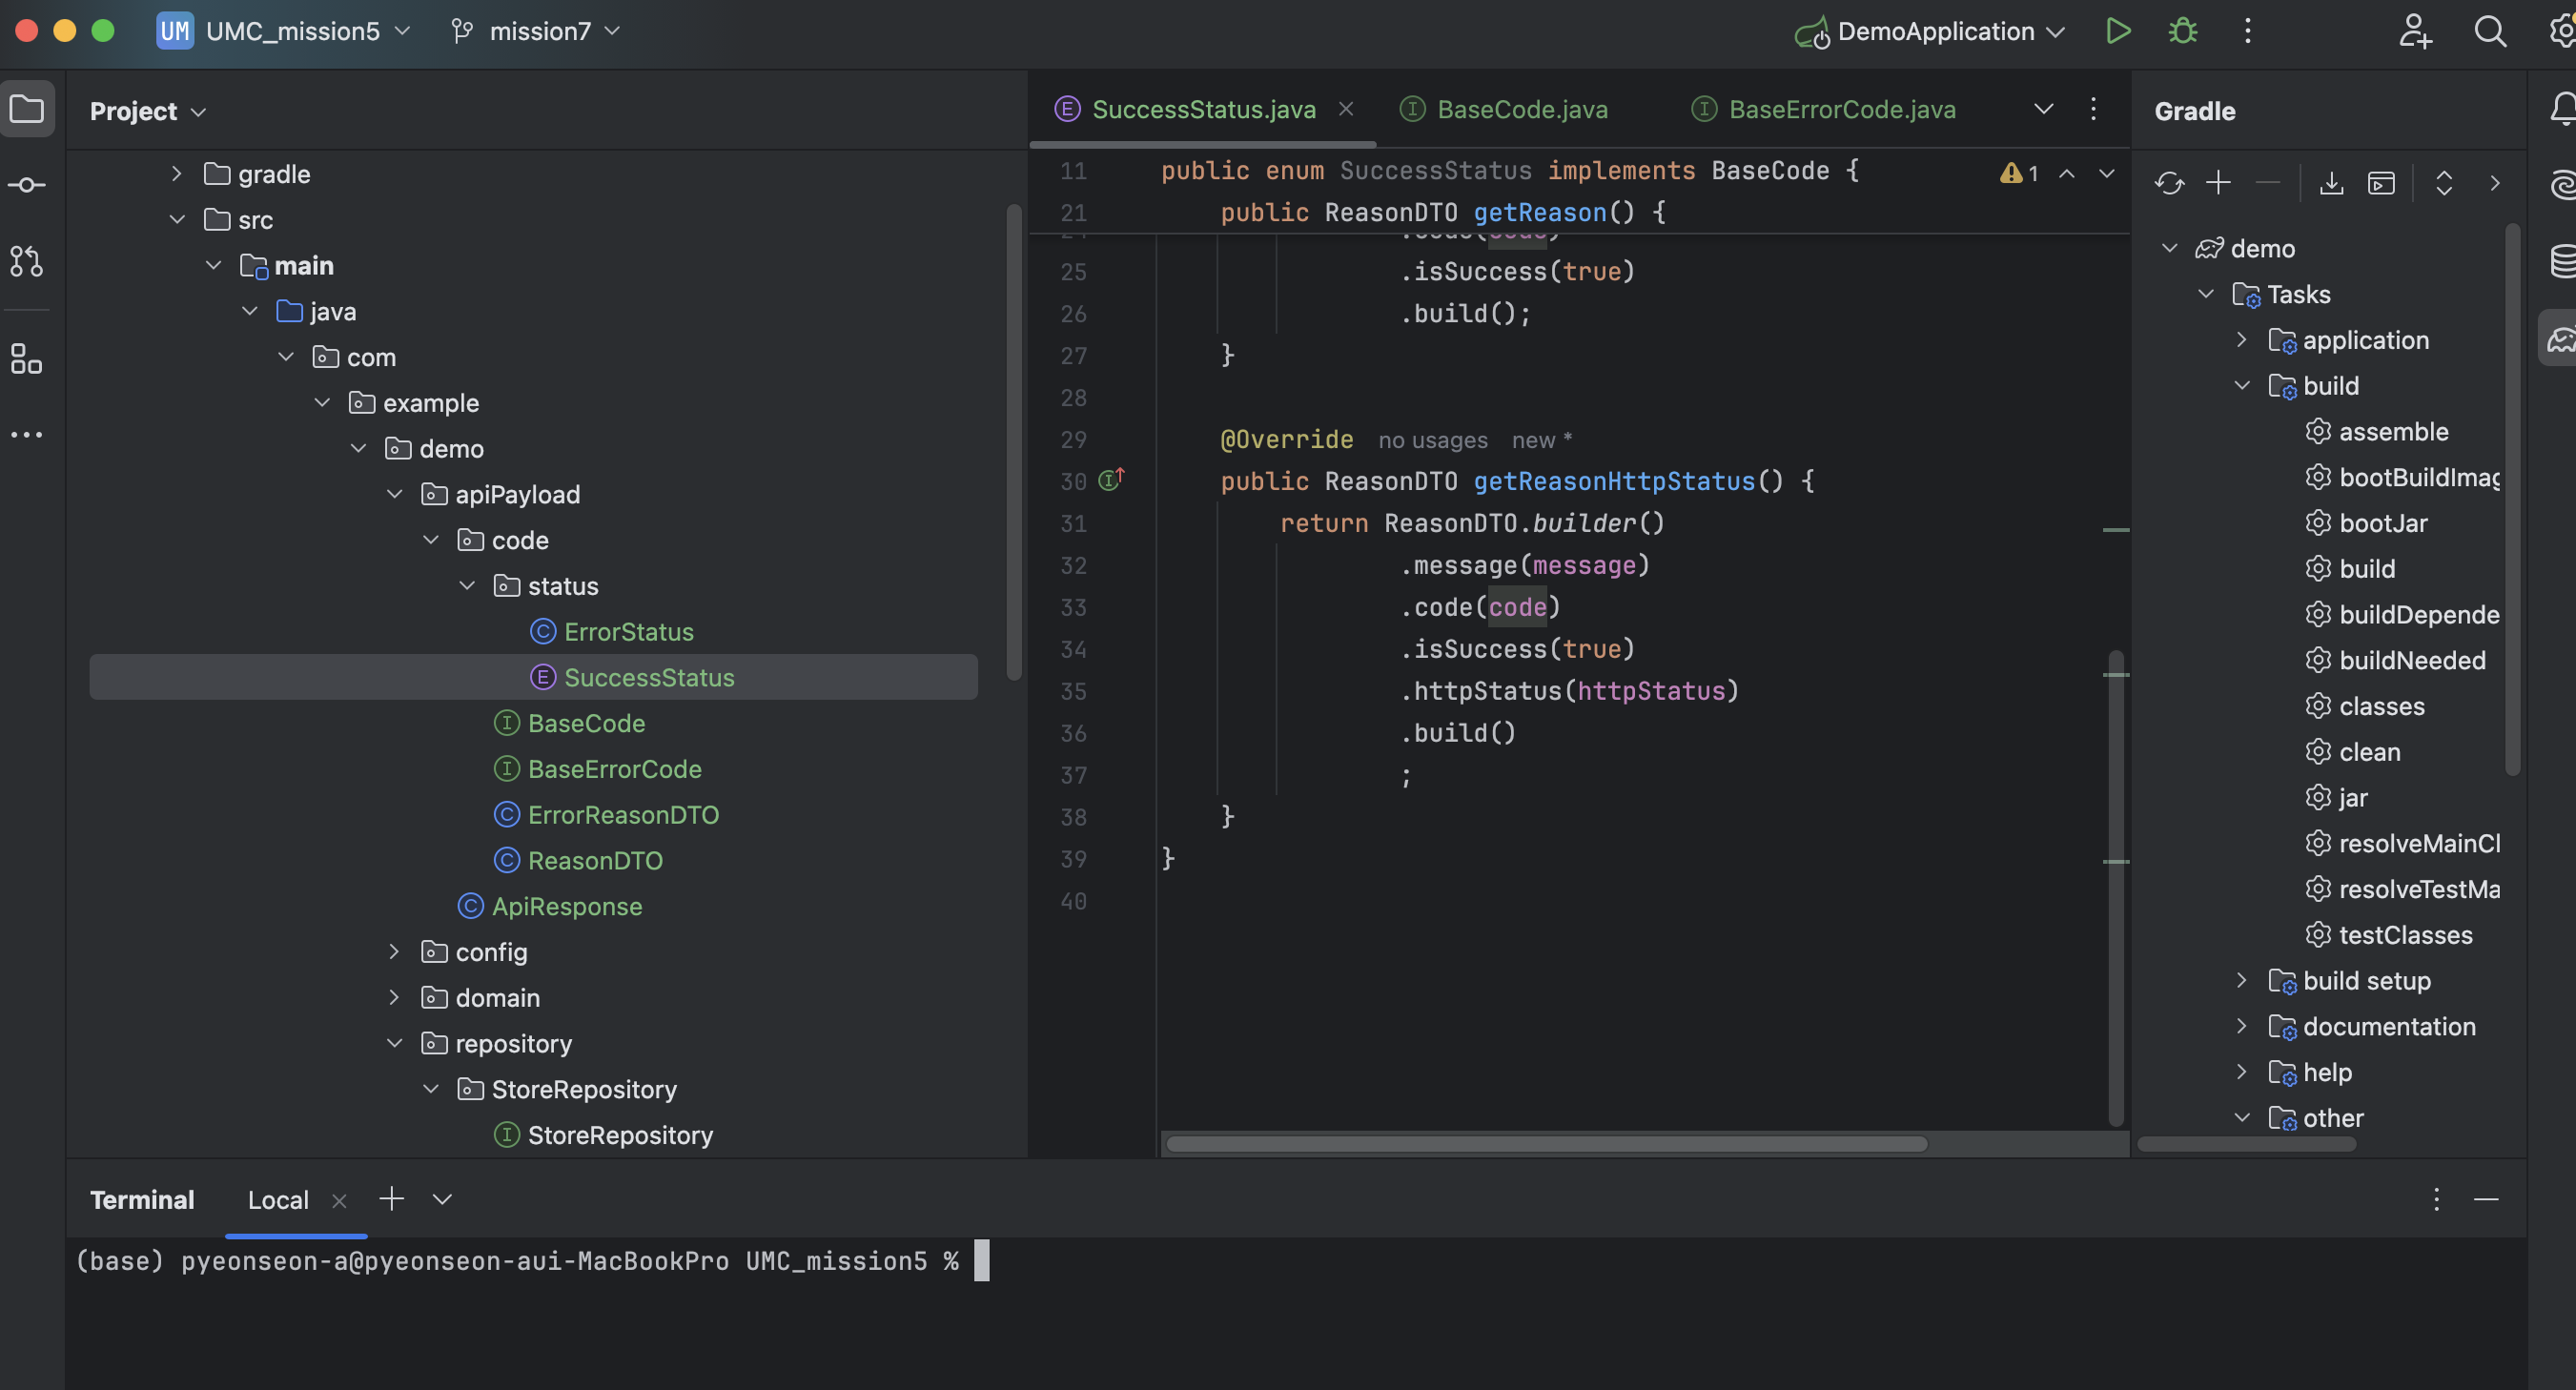 UM UMC_mission5 mission7 DemoApplication
Project
gradle
src
main
java
com
example
demo
apiPayload
code
status
ErrorStatus
SuccessStatus
BaseCode
BaseErrorCode
ErrorReasonDTO
ReasonDTO
ApiResponse
config
domain
repository
StoreRepository
StoreRepository
SuccessStatus.java BaseCode.java BaseErrorCode.java
11 public enum SuccessStatus implements BaseCode { 1
21 public ReasonDTO getReason() {
25 .isSuccess(true)
26 .build();
27 }
28
29 @Override no usages new *
30 public ReasonDTO getReasonHttpStatus() {
31 return ReasonDTO.builder()
32 .message(message)
33 .code(code)
34 .isSuccess(true)
35 .httpStatus(httpStatus)
36 .build()
37 ;
38 }
39 }
40
Gradle
demo
Tasks
application
build
assemble
bootBuildImag
bootJar
build
buildDepende
buildNeeded
classes
clean
jar
resolveMainCl
resolveTestMa
testClasses
build setup
documentation
help
other
Terminal Local
(base) pyeonseon-a@pyeonseon-aui-MacBookPro UMC_mission5 %